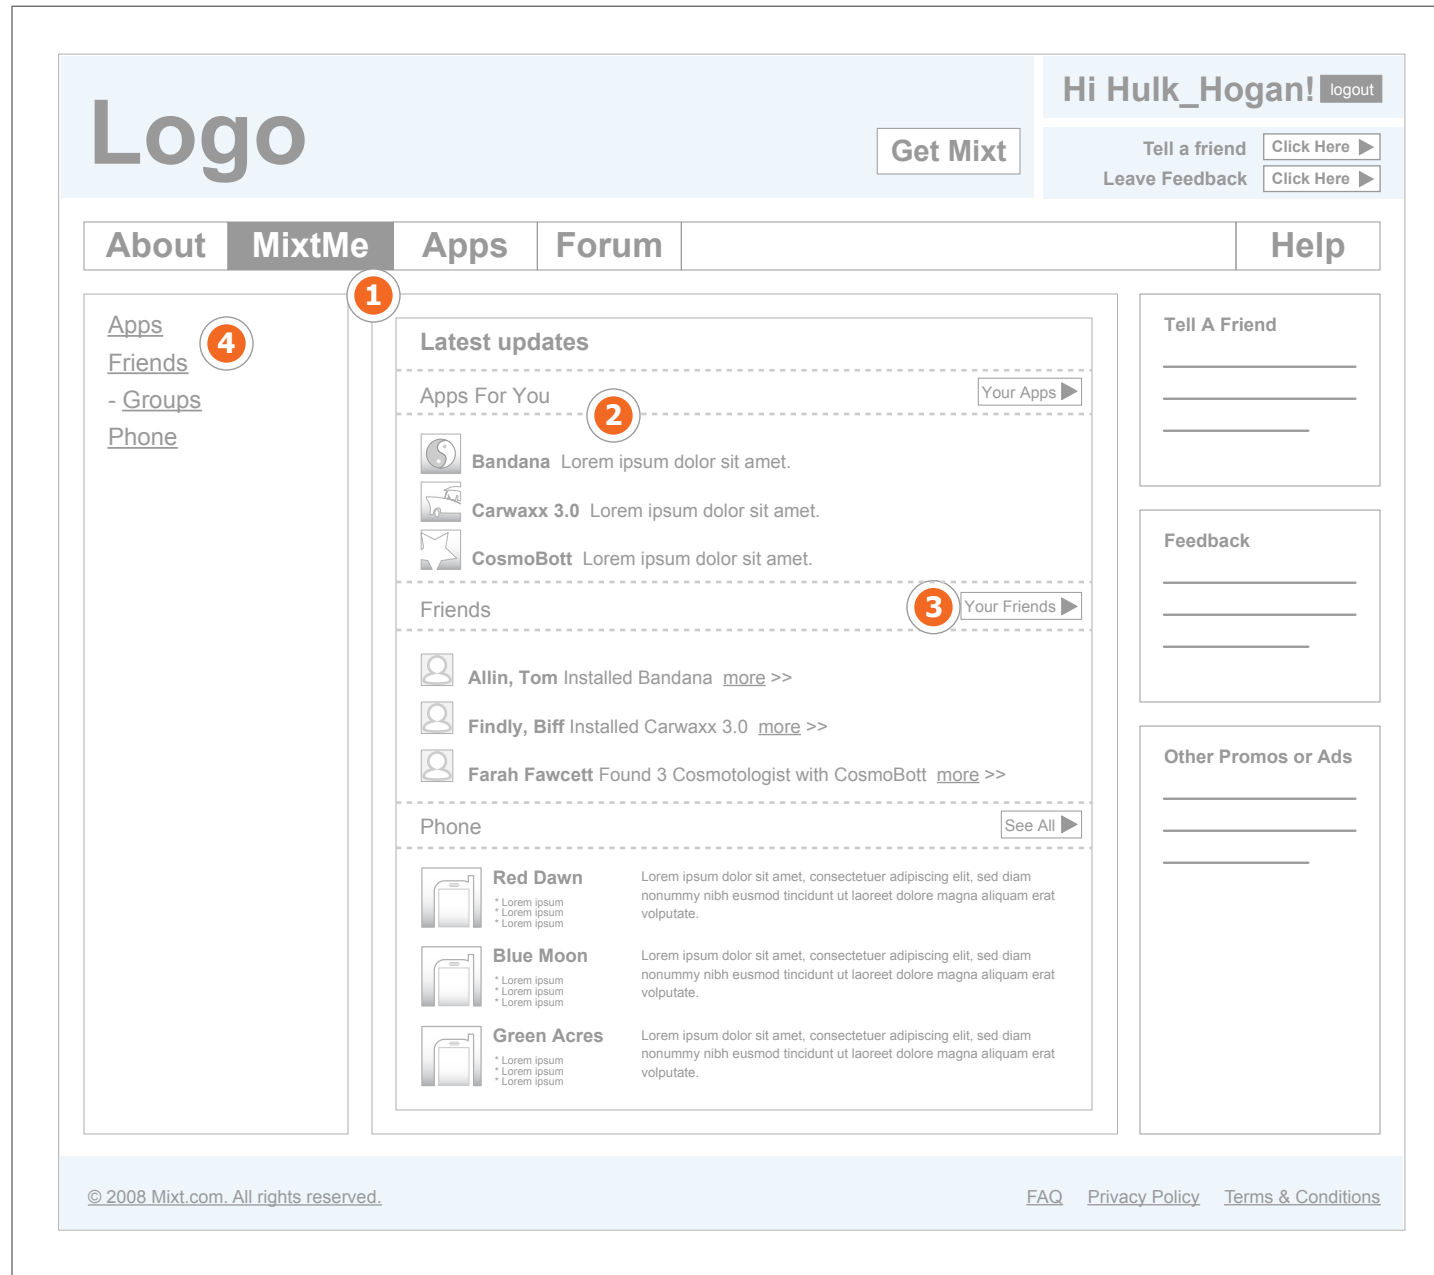 Logo
Get Mixt
Hi Hulk_Hogan! logout
Tell a friend Click Here
Leave Feedback Click Here
About MixtMe Apps Forum Help
1
Apps
4
Friends
- Groups
Phone
Latest updates
Apps For You
2
Your Apps
Bandana Lorem ipsum dolor sit amet.
Carwaxx 3.0 Lorem ipsum dolor sit amet.
CosmoBott Lorem ipsum dolor sit amet.
Friends
3
Your Friends
Allin, Tom Installed Bandana more >>
Findly, Biff Installed Carwaxx 3.0 more >>
Farah Fawcett Found 3 Cosmotologist with CosmoBott more >>
Phone
See All
Red Dawn
* Lorem ipsum
* Lorem ipsum
* Lorem ipsum
Lorem ipsum dolor sit amet, consectetuer adipiscing elit, sed diam
nonummy nibh eusmod tincidunt ut laoreet dolore magna aliquam erat
volputate.
Blue Moon
* Lorem ipsum
* Lorem ipsum
* Lorem ipsum
Lorem ipsum dolor sit amet, consectetuer adipiscing elit, sed diam
nonummy nibh eusmod tincidunt ut laoreet dolore magna aliquam erat
volputate.
Green Acres
* Lorem ipsum
* Lorem ipsum
* Lorem ipsum
Lorem ipsum dolor sit amet, consectetuer adipiscing elit, sed diam
nonummy nibh eusmod tincidunt ut laoreet dolore magna aliquam erat
volputate.
Tell A Friend
Feedback
Other Promos or Ads
© 2008 Mixt.com. All rights reserved.
FAQ Privacy Policy Terms & Conditions